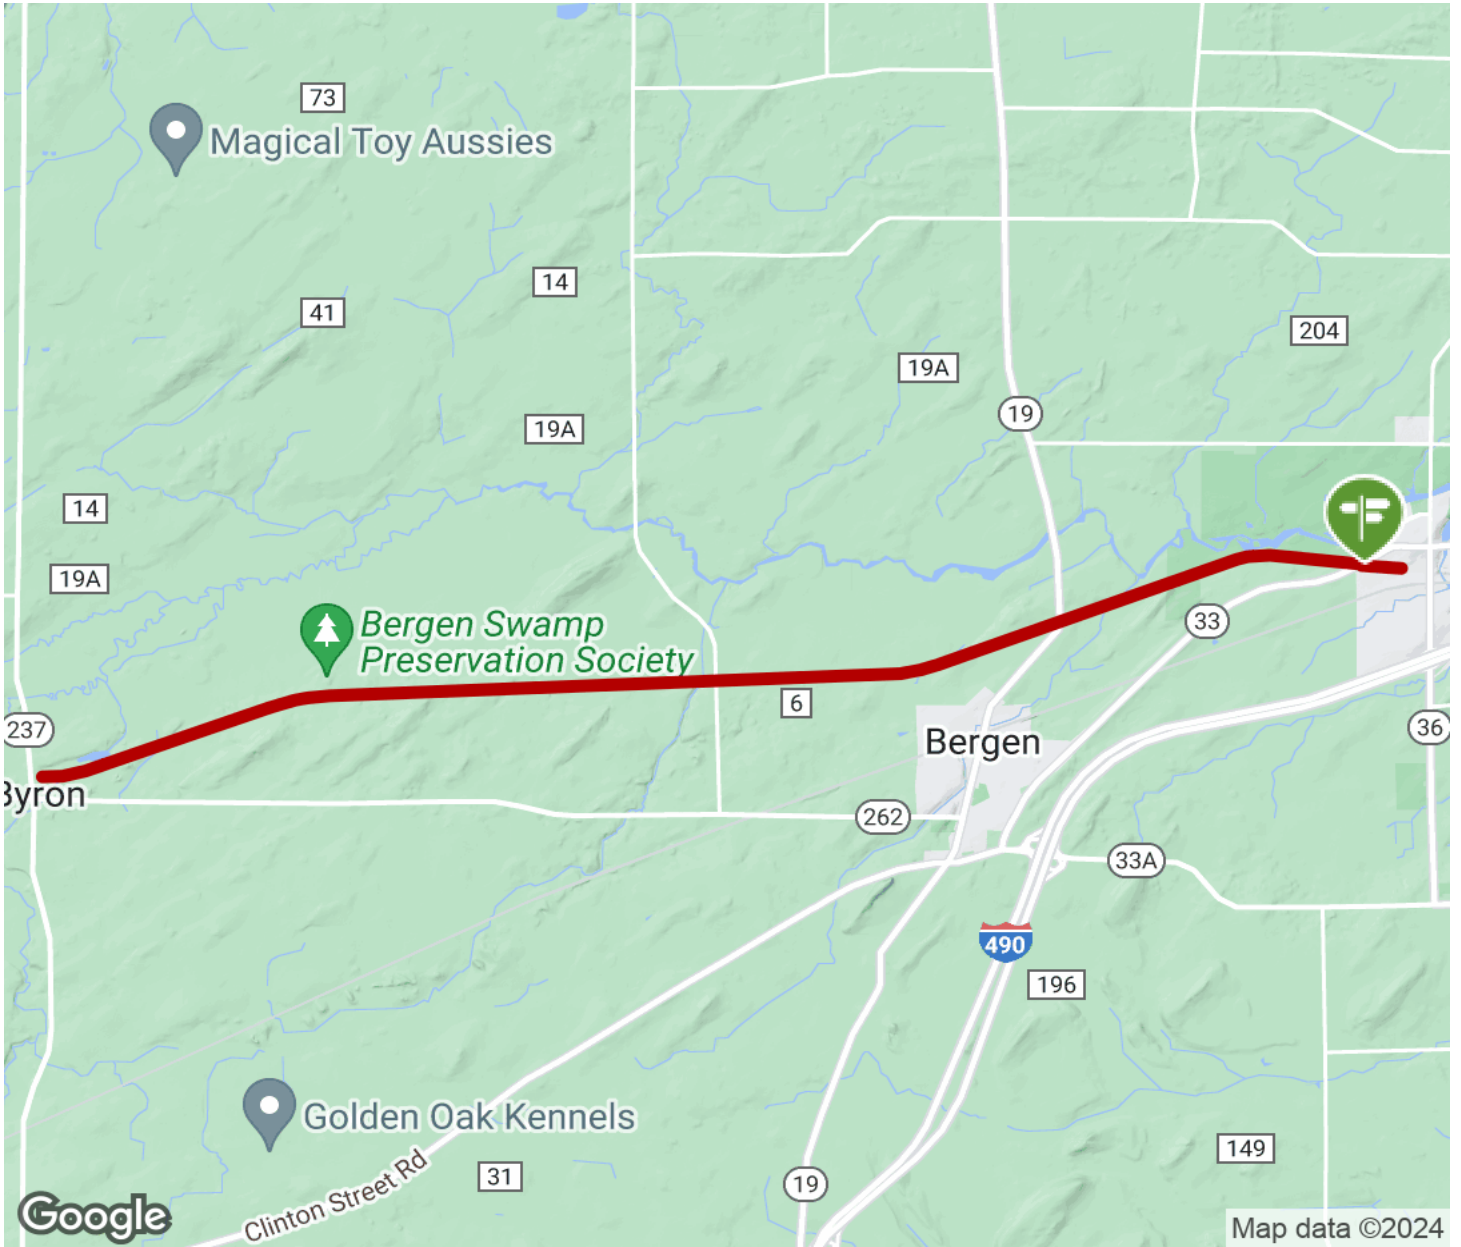 73
Magical Toy Aussies
14
41
204
19A
19
19A
14
19A
Bergen Swamp
Preservation Society
33
6
237
36
Bergen
Byron
262
33A
490
196
Golden Oak Kennels
149
31
19
Clinton Street Rd
Google
Map data ©2024